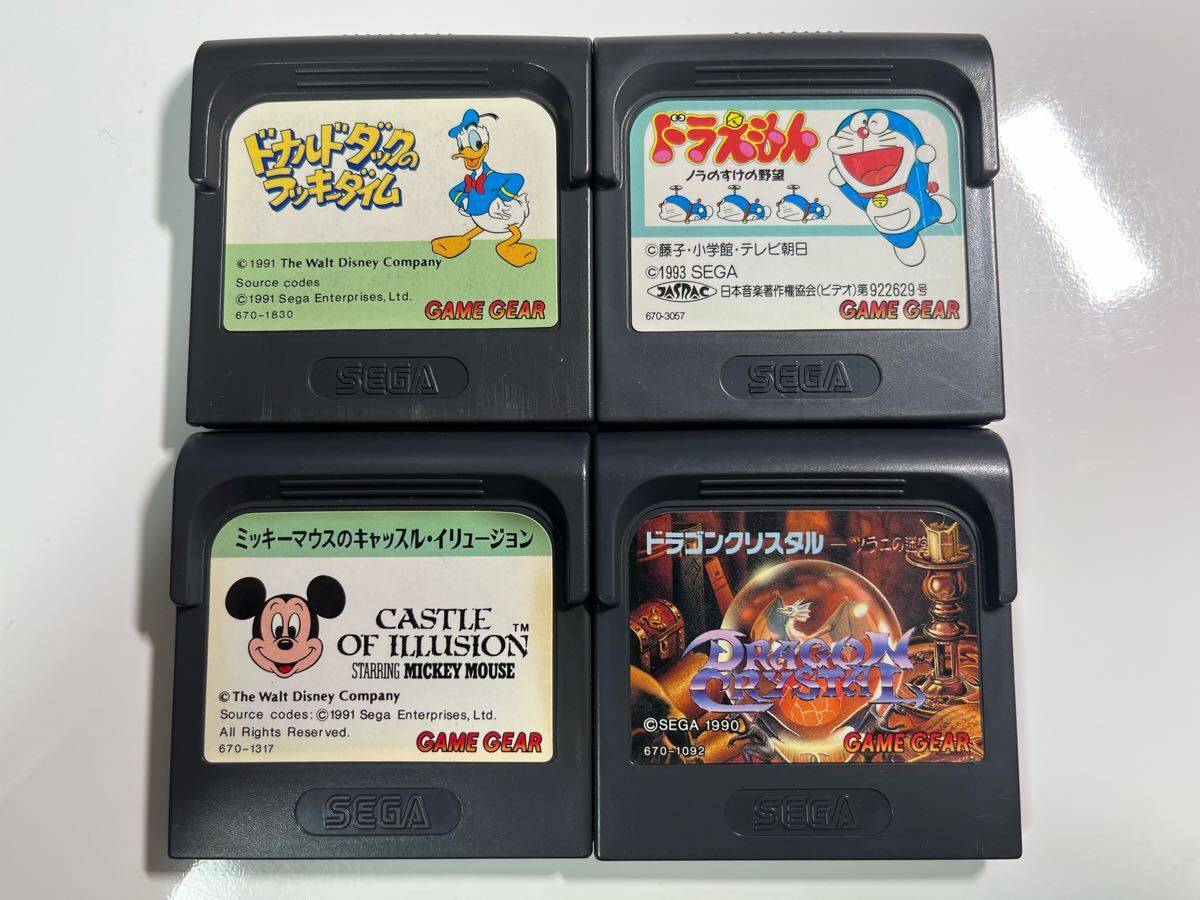 ドナルドダックの
ラッキーダイム
©1991 The Walt Disney Company
Source codes
©1991 Sega Enterprises, Ltd.
670-1830
GAME GEAR
SEGA
ドラえもん
ノラのすけの野望
©藤子・小学館・テレビ朝日
©1993 SEGA
JASRAC 日本音楽著作権協会(ビデオ)第922629号
670-3057
GAME GEAR
SEGA
ミッキーマウスのキャッスル・イリュージョン
CASTLE
OF ILLUSION™
STARRING MICKEY MOUSE
© The Walt Disney Company
Source codes: ©1991 Sega Enterprises, Ltd.
All Rights Reserved.
670-1317
GAME GEAR
SEGA
ドラゴンクリスタル ―ツラニの迷宮
DRAGON
CRYSTAL
©SEGA 1990
670-1092
GAME GEAR
SEGA